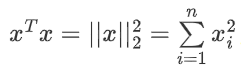 $x^T x = ||x||_2^2 = \sum_{i=1}^{n} x_i^2$